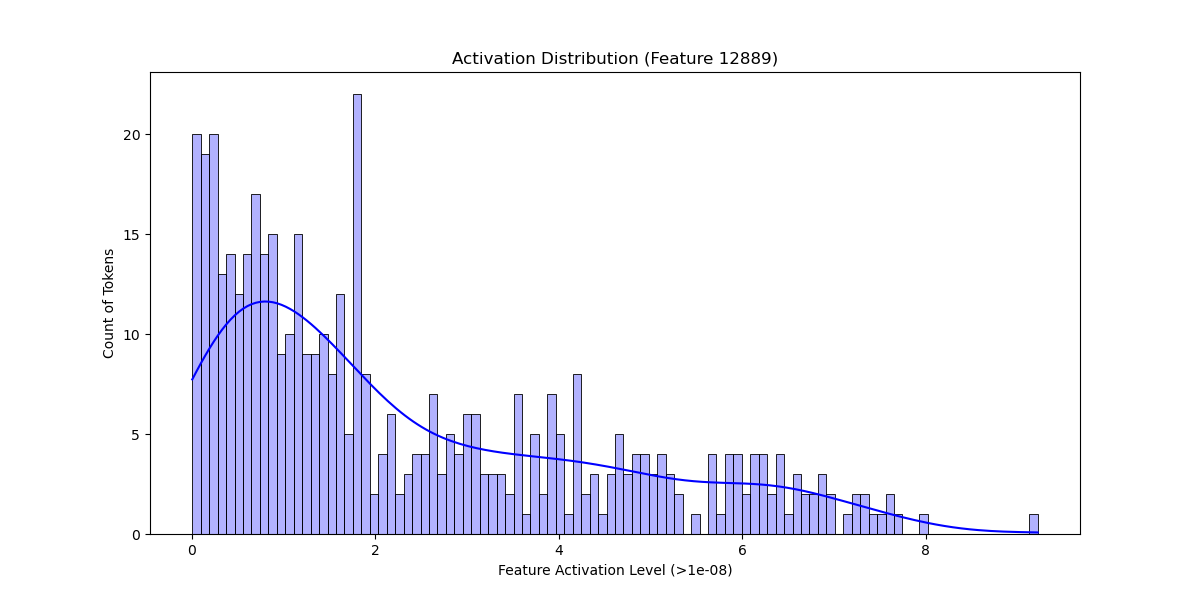 Activation Distribution (Feature 12889)
Count of Tokens
20
15
10
5
0
0 2 4 6 8
Feature Activation Level (>1e-08)